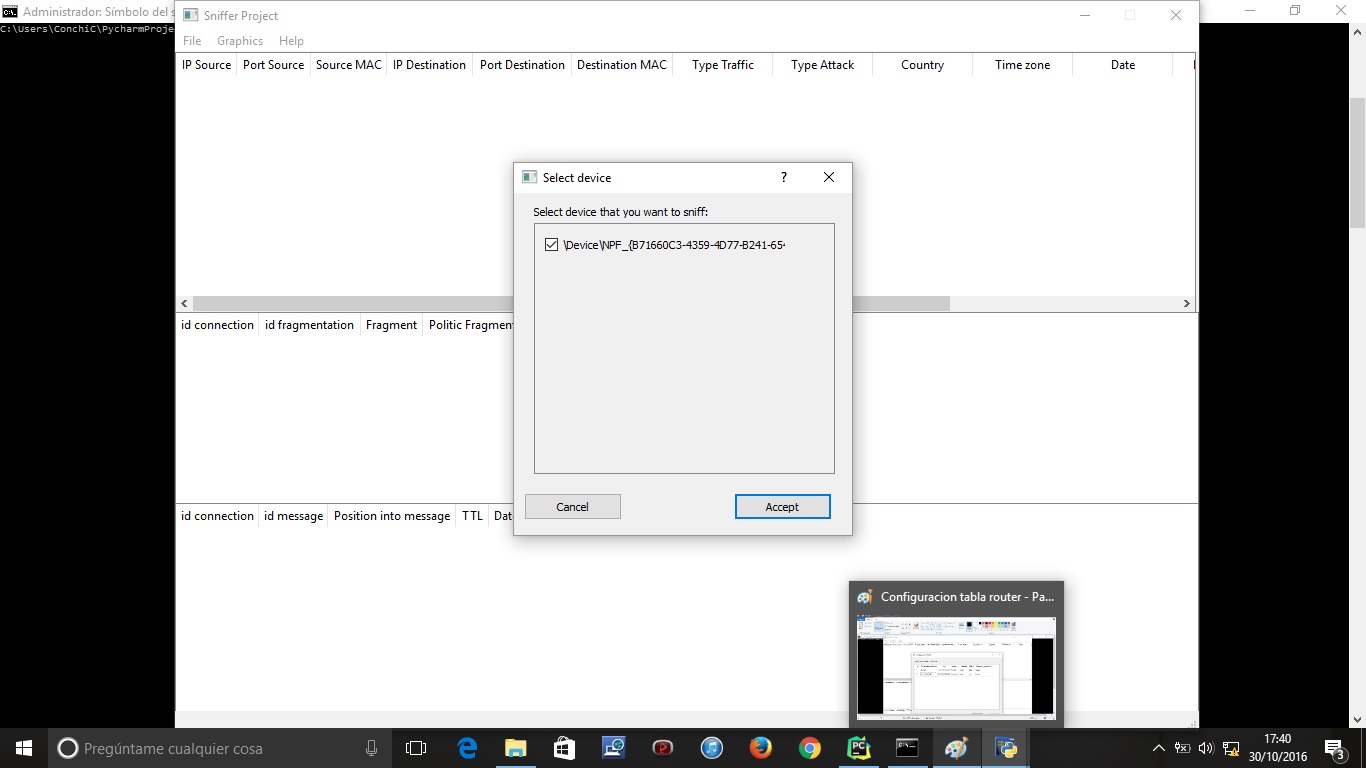 Administrador: Símbolo del s
C:\Users\ConchiC\PycharmProje
Sniffer Project
File Graphics Help
IP Source Port Source Source MAC IP Destination Port Destination Destination MAC Type Traffic Type Attack Country Time zone Date
Select device
?
Select device that you want to sniff:
\Device\NPF_{B71660C3-4359-4D77-B241-654
Cancel Accept
id connection id fragmentation Fragment Politic Fragment
id connection id message Position into message TTL Dat
Configuracion tabla router - Pa...
Pregúntame cualquier cosa
17:40
30/10/2016
3